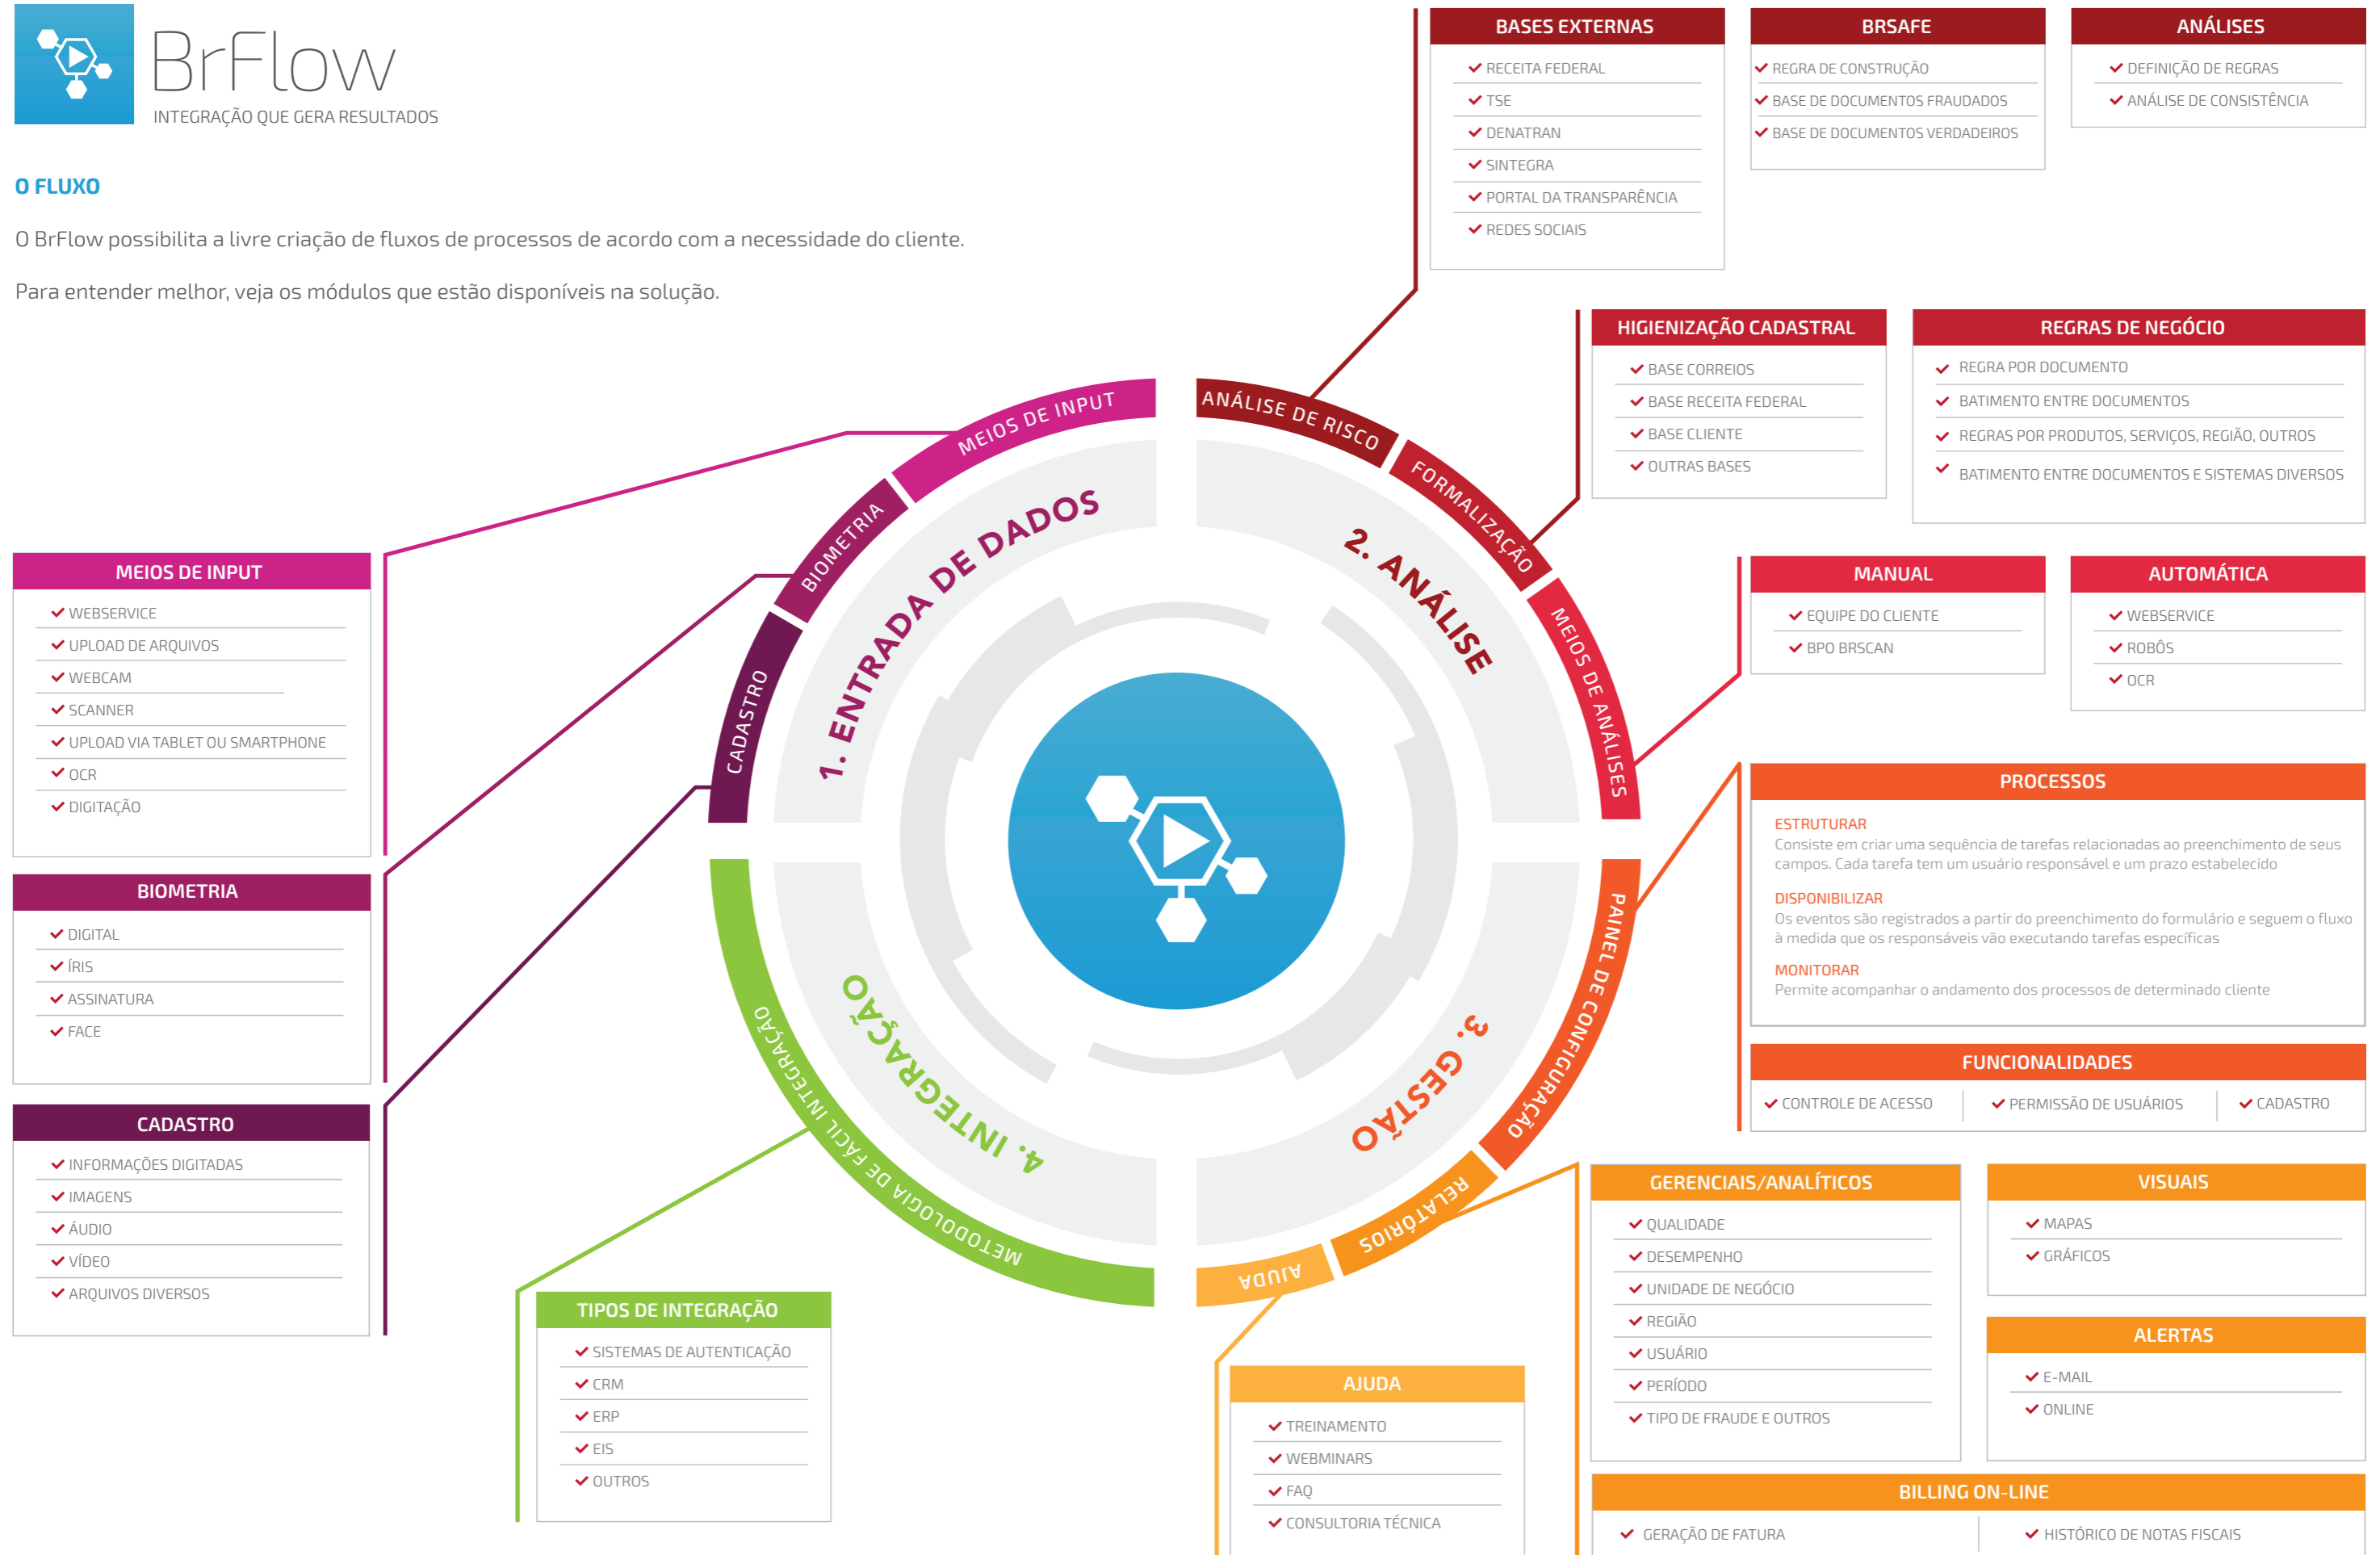 BrFlow
INTEGRAÇÃO QUE GERA RESULTADOS
O FLUXO
O BrFlow possibilita a livre criação de fluxos de processos de acordo com a necessidade do cliente.
Para entender melhor, veja os módulos que estão disponíveis na solução.
1. ENTRADA DE DADOS
MEIOS DE INPUT
BIOMETRIA
CADASTRO
MEIOS DE INPUT
WEBSERVICE
UPLOAD DE ARQUIVOS
WEBCAM
SCANNER
UPLOAD VIA TABLET OU SMARTPHONE
OCR
DIGITAÇÃO
BIOMETRIA
DIGITAL
ÍRIS
ASSINATURA
FACE
CADASTRO
INFORMAÇÕES DIGITADAS
IMAGENS
ÁUDIO
VÍDEO
ARQUIVOS DIVERSOS
2. ANÁLISE
ANÁLISE DE RISCO
FORMALIZAÇÃO
MEIOS DE ANÁLISES
BASES EXTERNAS
RECEITA FEDERAL
TSE
DENATRAN
SINTEGRA
PORTAL DA TRANSPARÊNCIA
REDES SOCIAIS
BRSAFE
REGRA DE CONSTRUÇÃO
BASE DE DOCUMENTOS FRAUDADOS
BASE DE DOCUMENTOS VERDADEIROS
ANÁLISES
DEFINIÇÃO DE REGRAS
ANÁLISE DE CONSISTÊNCIA
HIGIENIZAÇÃO CADASTRAL
BASE CORREIOS
BASE RECEITA FEDERAL
BASE CLIENTE
OUTRAS BASES
REGRAS DE NEGÓCIO
REGRA POR DOCUMENTO
BATIMENTO ENTRE DOCUMENTOS
REGRAS POR PRODUTOS, SERVIÇOS, REGIÃO, OUTROS
BATIMENTO ENTRE DOCUMENTOS E SISTEMAS DIVERSOS
MANUAL
EQUIPE DO CLIENTE
BPO BRSCAN
AUTOMÁTICA
WEBSERVICE
ROBÔS
OCR
3. GESTÃO
PAINEL DE CONFIGURAÇÃO
RELATÓRIOS
AJUDA
PROCESSOS
ESTRUTURAR
Consiste em criar uma sequência de tarefas relacionadas ao preenchimento de seus
campos. Cada tarefa tem um usuário responsável e um prazo estabelecido
DISPONIBILIZAR
Os eventos são registrados a partir do preenchimento do formulário e seguem o fluxo
à medida que os responsáveis vão executando tarefas específicas
MONITORAR
Permite acompanhar o andamento dos processos de determinado cliente
FUNCIONALIDADES
CONTROLE DE ACESSO
PERMISSÃO DE USUÁRIOS
CADASTRO
GERENCIAIS/ANALÍTICOS
QUALIDADE
DESEMPENHO
UNIDADE DE NEGÓCIO
REGIÃO
USUÁRIO
PERÍODO
TIPO DE FRAUDE E OUTROS
VISUAIS
MAPAS
GRÁFICOS
ALERTAS
E-MAIL
ONLINE
BILLING ON-LINE
GERAÇÃO DE FATURA
HISTÓRICO DE NOTAS FISCAIS
AJUDA
TREINAMENTO
WEBMINARS
FAQ
CONSULTORIA TÉCNICA
4. INTEGRAÇÃO
METODOLOGIA DE FÁCIL INTEGRAÇÃO
TIPOS DE INTEGRAÇÃO
SISTEMAS DE AUTENTICAÇÃO
CRM
ERP
EIS
OUTROS